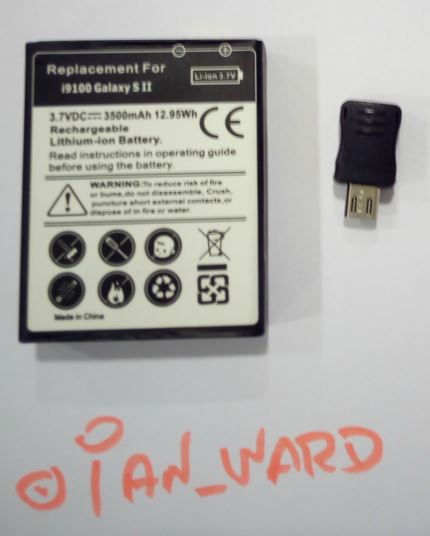 Replacement For
Li-ion 3.7V
i9100 Galaxy S II
3.7VDC 3500mAh 12.95Wh
Rechargeable
Lithium-ion Battery.
CE
Read instructions in operating guide
before using the battery.
WARNING:To reduce risk of fire
or burns,do not disassemble, Crush,
puncture short external contacts,or
dispose of in fire or water.
Made in China
@iAN_WARD